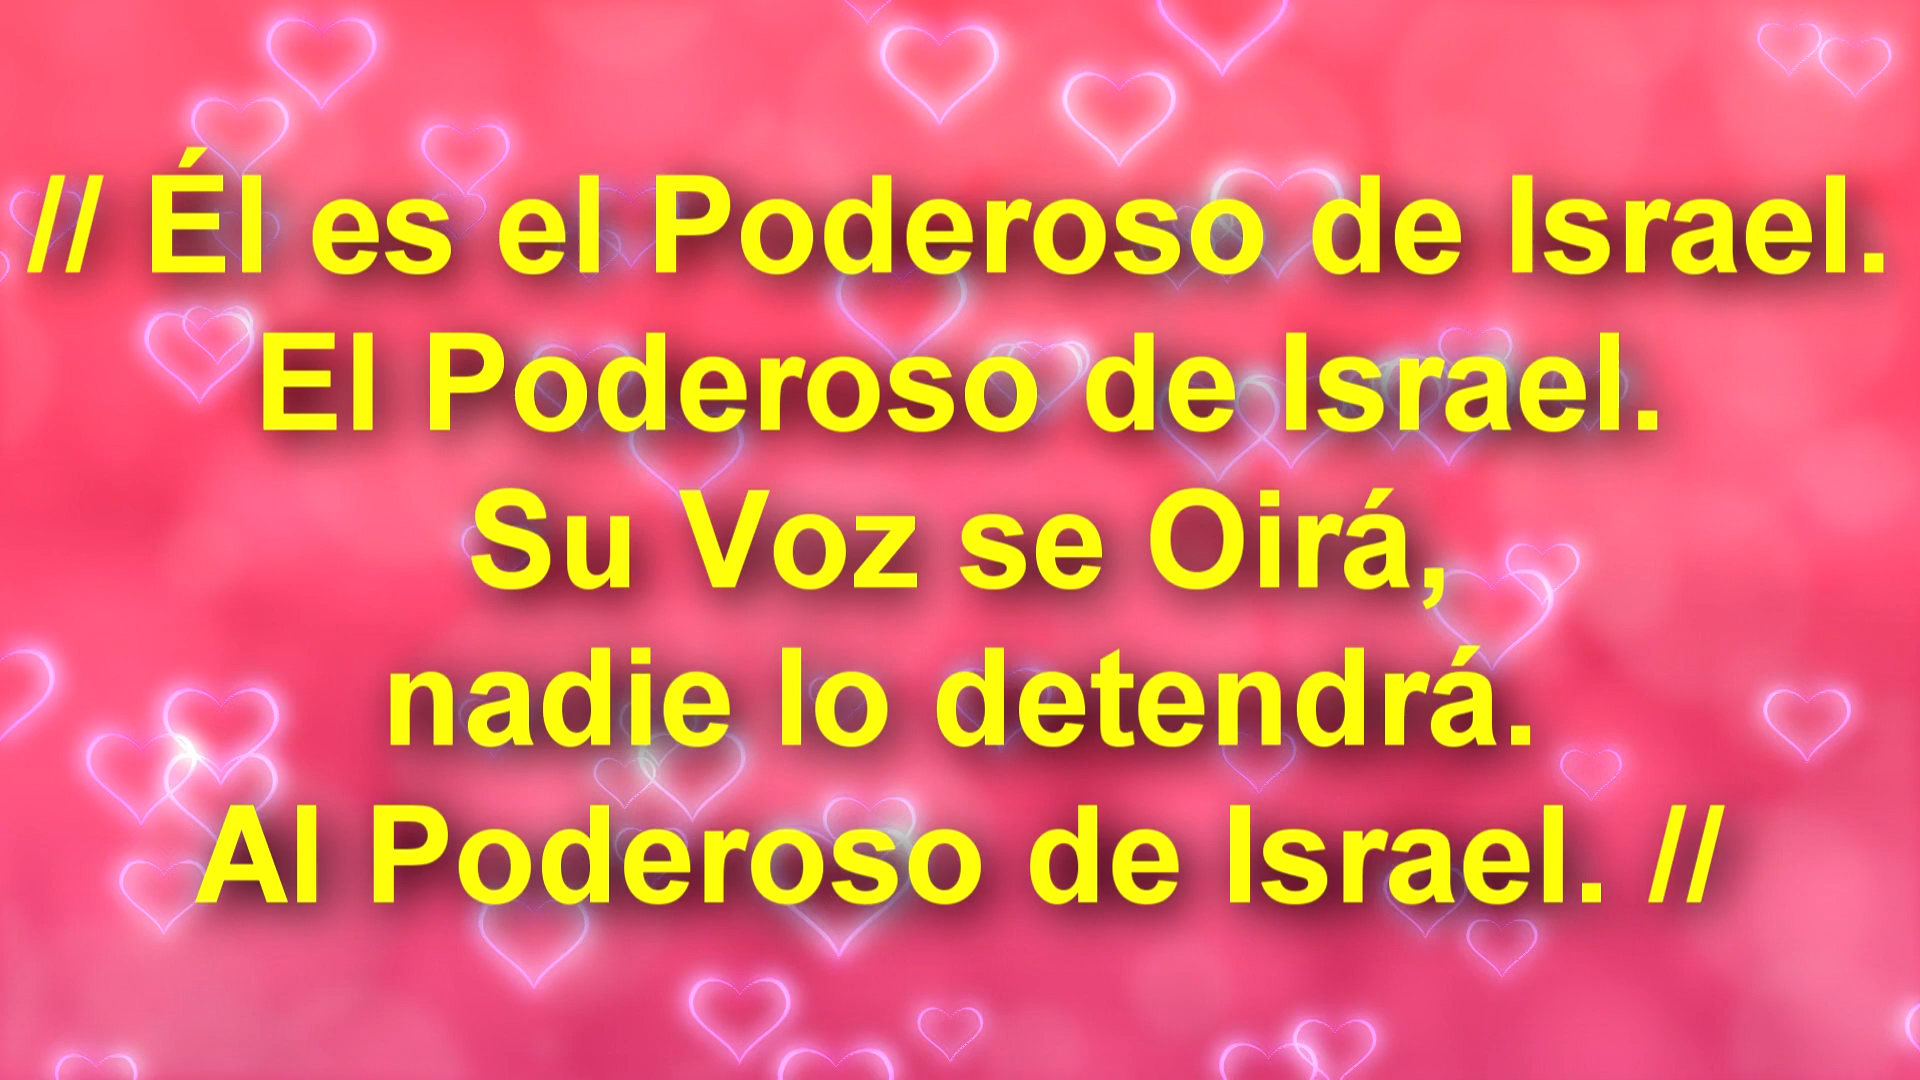 // Él es el Poderoso de Israel.
El Poderoso de Israel.
Su Voz se Oirá,
nadie lo detendrá.
Al Poderoso de Israel. //